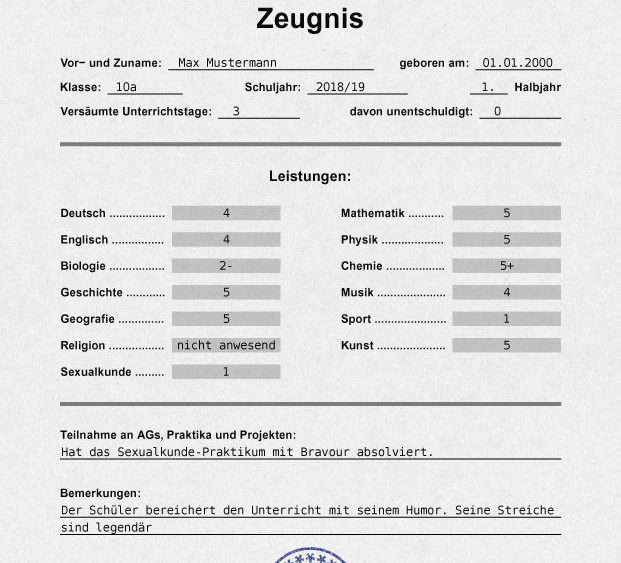 Zeugnis
Vor- und Zuname: Max Mustermann geboren am: 01.01.2000
Klasse: 10a Schuljahr: 2018/19 1. Halbjahr
Versäumte Unterrichtstage: 3 davon unentschuldigt: 0
Leistungen:
Deutsch ................. 4 Mathematik ........... 5
Englisch ................ 4 Physik ................... 5
Biologie ................. 2- Chemie .................. 5+
Geschichte ............ 5 Musik ..................... 4
Geografie .............. 5 Sport ...................... 1
Religion ................. nicht anwesend Kunst ..................... 5
Sexualkunde ......... 1
Teilnahme an AGs, Praktika und Projekten:
Hat das Sexualkunde-Praktikum mit Bravour absolviert.
Bemerkungen:
Der Schüler bereichert den Unterricht mit seinem Humor. Seine Streiche
sind legendär